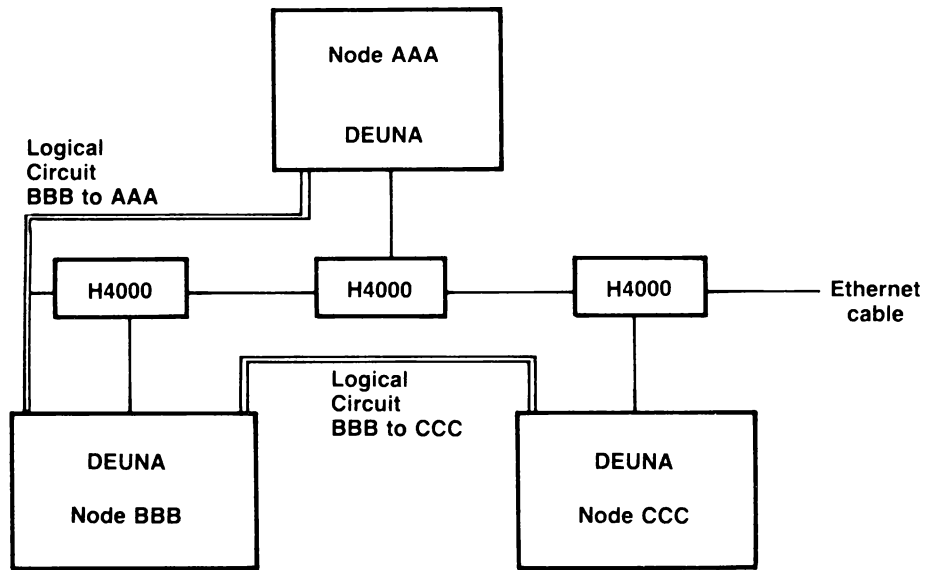 Node AAA
DEUNA
Logical
Circuit
BBB to AAA
H4000
H4000
H4000
Ethernet
cable
Logical
Circuit
BBB to CCC
DEUNA
Node BBB
DEUNA
Node CCC